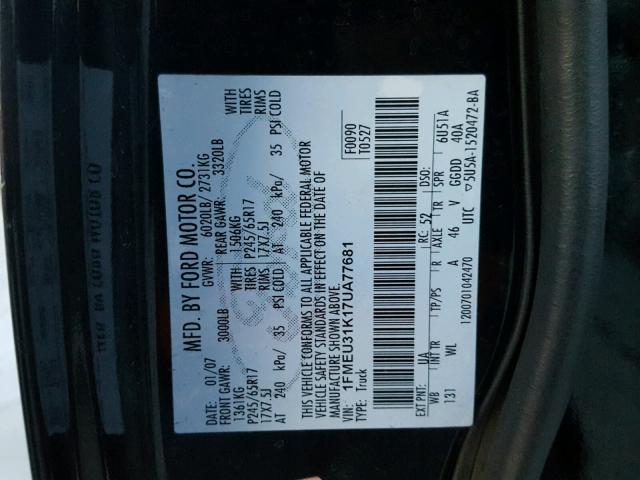 MFD. BY FORD MOTOR CO.
DATE: 01/07 GVWR: 6020LB/ 2731KG
FRONT GAWR: 3000LB REAR GAWR: 3320LB
1361KG 1506KG WITH
P245/65R17 TIRES P245/65R17 TIRES
17X7.5J RIMS 17X7.5J RIMS
AT 240 kPa/ 35 PSI COLD AT 240 kPa/ 35 PSI COLD
THIS VEHICLE CONFORMS TO ALL APPLICABLE FEDERAL MOTOR
VEHICLE SAFETY STANDARDS IN EFFECT ON THE DATE OF
MANUFACTURE SHOWN ABOVE.
VIN: 1FMEU31K17UA77681
TYPE: Truck
F0090
T0527
EXT PNT: UA RC: 52 DSO:
WB INT TR TP/PS R AXLE TR SPR 6U51A
131 WL A 46 V GGDD 40A
1200701042470 UTC 5U5A-1520472-BA